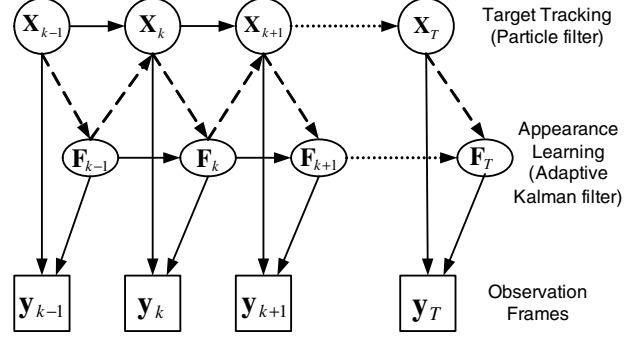 X_{k-1} X_k X_{k+1} X_T
Target Tracking
(Particle filter)
F_{k-1} F_k F_{k+1} F_T
Appearance
Learning
(Adaptive
Kalman filter)
y_{k-1} y_k y_{k+1} y_T
Observation
Frames